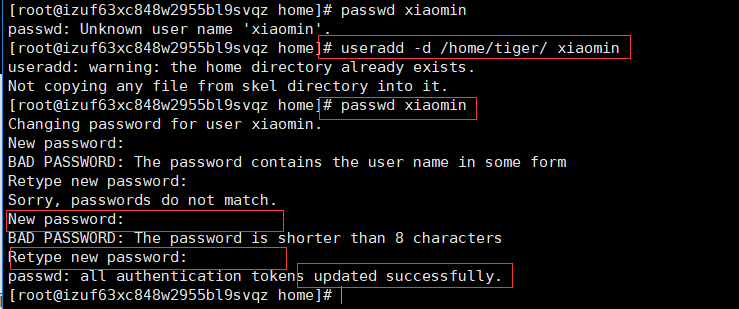 [root@izuf63xc848w2955bl9svqz home]# passwd xiaomin
passwd: Unknown user name 'xiaomin'.
[root@izuf63xc848w2955bl9svqz home]# useradd -d /home/tiger/ xiaomin
useradd: warning: the home directory already exists.
Not copying any file from skel directory into it.
[root@izuf63xc848w2955bl9svqz home]# passwd xiaomin
Changing password for user xiaomin.
New password:
BAD PASSWORD: The password contains the user name in some form
Retype new password:
Sorry, passwords do not match.
New password:
BAD PASSWORD: The password is shorter than 8 characters
Retype new password:
passwd: all authentication tokens updated successfully.
[root@izuf63xc848w2955bl9svqz home]#